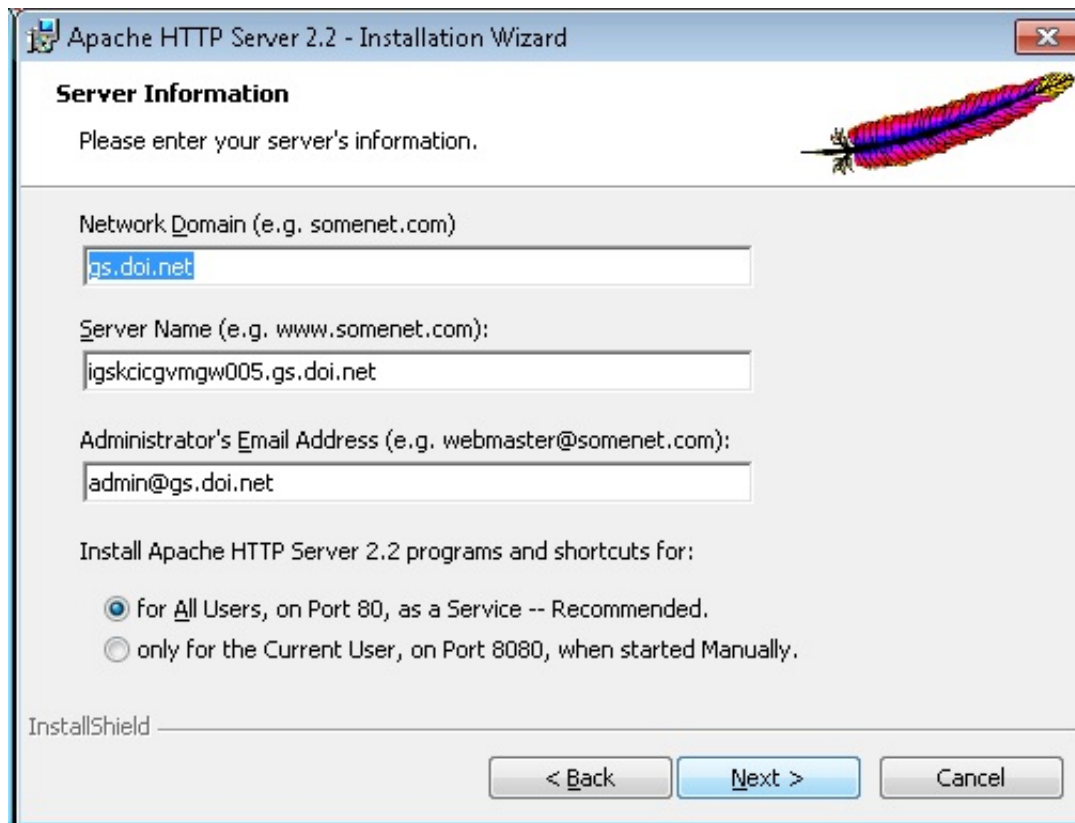 Apache HTTP Server 2.2 - Installation Wizard
Server Information
Please enter your server's information.
Network Domain (e.g. somenet.com)
gs.doi.net
Server Name (e.g. www.somenet.com):
igskcicgvmgw005.gs.doi.net
Administrator's Email Address (e.g. webmaster@somenet.com):
admin@gs.doi.net
Install Apache HTTP Server 2.2 programs and shortcuts for:
for All Users, on Port 80, as a Service -- Recommended.
only for the Current User, on Port 8080, when started Manually.
InstallShield
< Back Next > Cancel